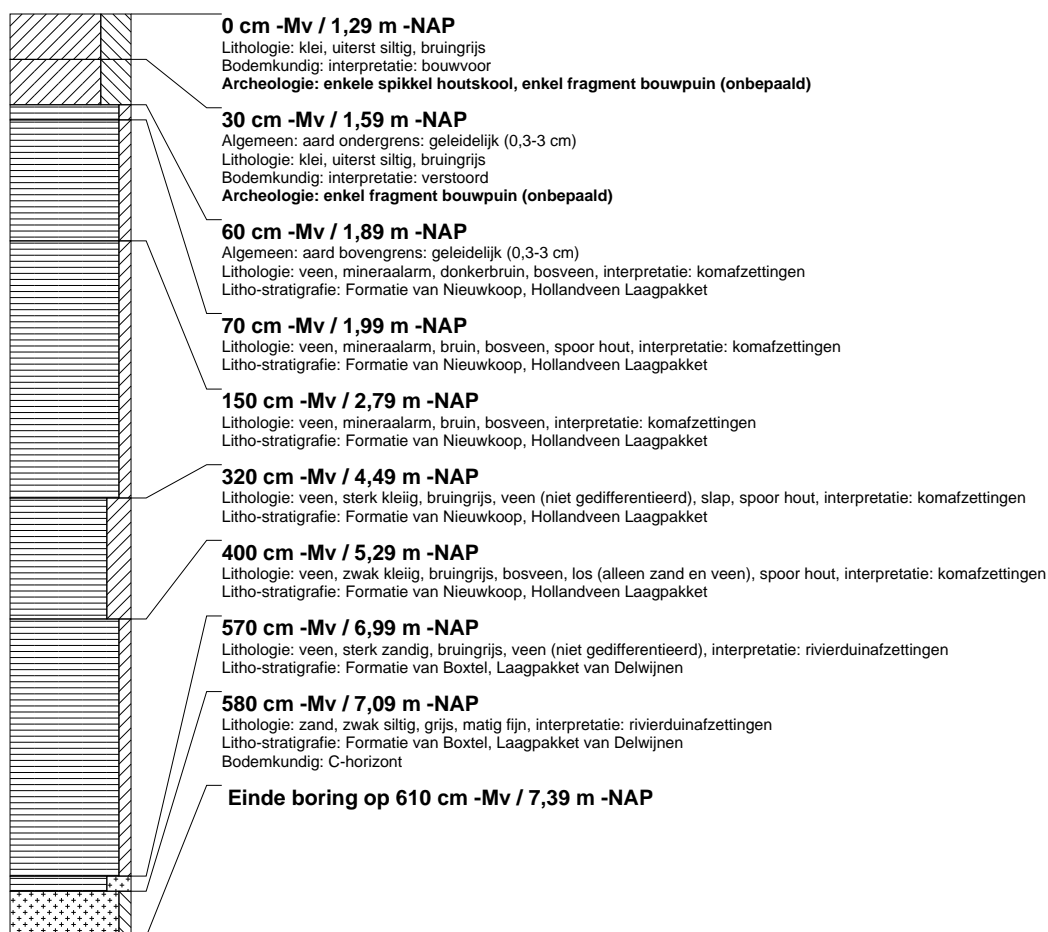 0 cm -Mv / 1,29 m -NAP
Lithologie: klei, uiterst siltig, bruingrijs
Bodemkundig: interpretatie: bouwvoor
Archeologie: enkele spikkel houtskool, enkel fragment bouwpuin (onbepaald)
30 cm -Mv / 1,59 m -NAP
Algemeen: aard ondergrens: geleidelijk (0,3-3 cm)
Lithologie: klei, uiterst siltig, bruingrijs
Bodemkundig: interpretatie: verstoord
Archeologie: enkel fragment bouwpuin (onbepaald)
60 cm -Mv / 1,89 m -NAP
Algemeen: aard bovengrens: geleidelijk (0,3-3 cm)
Lithologie: veen, mineraalarm, donkerbruin, bosveen, interpretatie: komafzettingen
Litho-stratigrafie: Formatie van Nieuwkoop, Hollandveen Laagpakket
70 cm -Mv / 1,99 m -NAP
Lithologie: veen, mineraalarm, bruin, bosveen, spoor hout, interpretatie: komafzettingen
Litho-stratigrafie: Formatie van Nieuwkoop, Hollandveen Laagpakket
150 cm -Mv / 2,79 m -NAP
Lithologie: veen, mineraalarm, bruin, bosveen, interpretatie: komafzettingen
Litho-stratigrafie: Formatie van Nieuwkoop, Hollandveen Laagpakket
320 cm -Mv / 4,49 m -NAP
Lithologie: veen, sterk kleiig, bruingrijs, veen (niet gedifferentieerd), slap, spoor hout, interpretatie: komafzettingen
Litho-stratigrafie: Formatie van Nieuwkoop, Hollandveen Laagpakket
400 cm -Mv / 5,29 m -NAP
Lithologie: veen, zwak kleiig, bruingrijs, bosveen, los (alleen zand en veen), spoor hout, interpretatie: komafzettingen
Litho-stratigrafie: Formatie van Nieuwkoop, Hollandveen Laagpakket
570 cm -Mv / 6,99 m -NAP
Lithologie: veen, sterk zandig, bruingrijs, veen (niet gedifferentieerd), interpretatie: rivierduinafzettingen
Litho-stratigrafie: Formatie van Boxtel, Laagpakket van Delwijnen
580 cm -Mv / 7,09 m -NAP
Lithologie: zand, zwak siltig, grijs, matig fijn, interpretatie: rivierduinafzettingen
Litho-stratigrafie: Formatie van Boxtel, Laagpakket van Delwijnen
Bodemkundig: C-horizont
Einde boring op 610 cm -Mv / 7,39 m -NAP